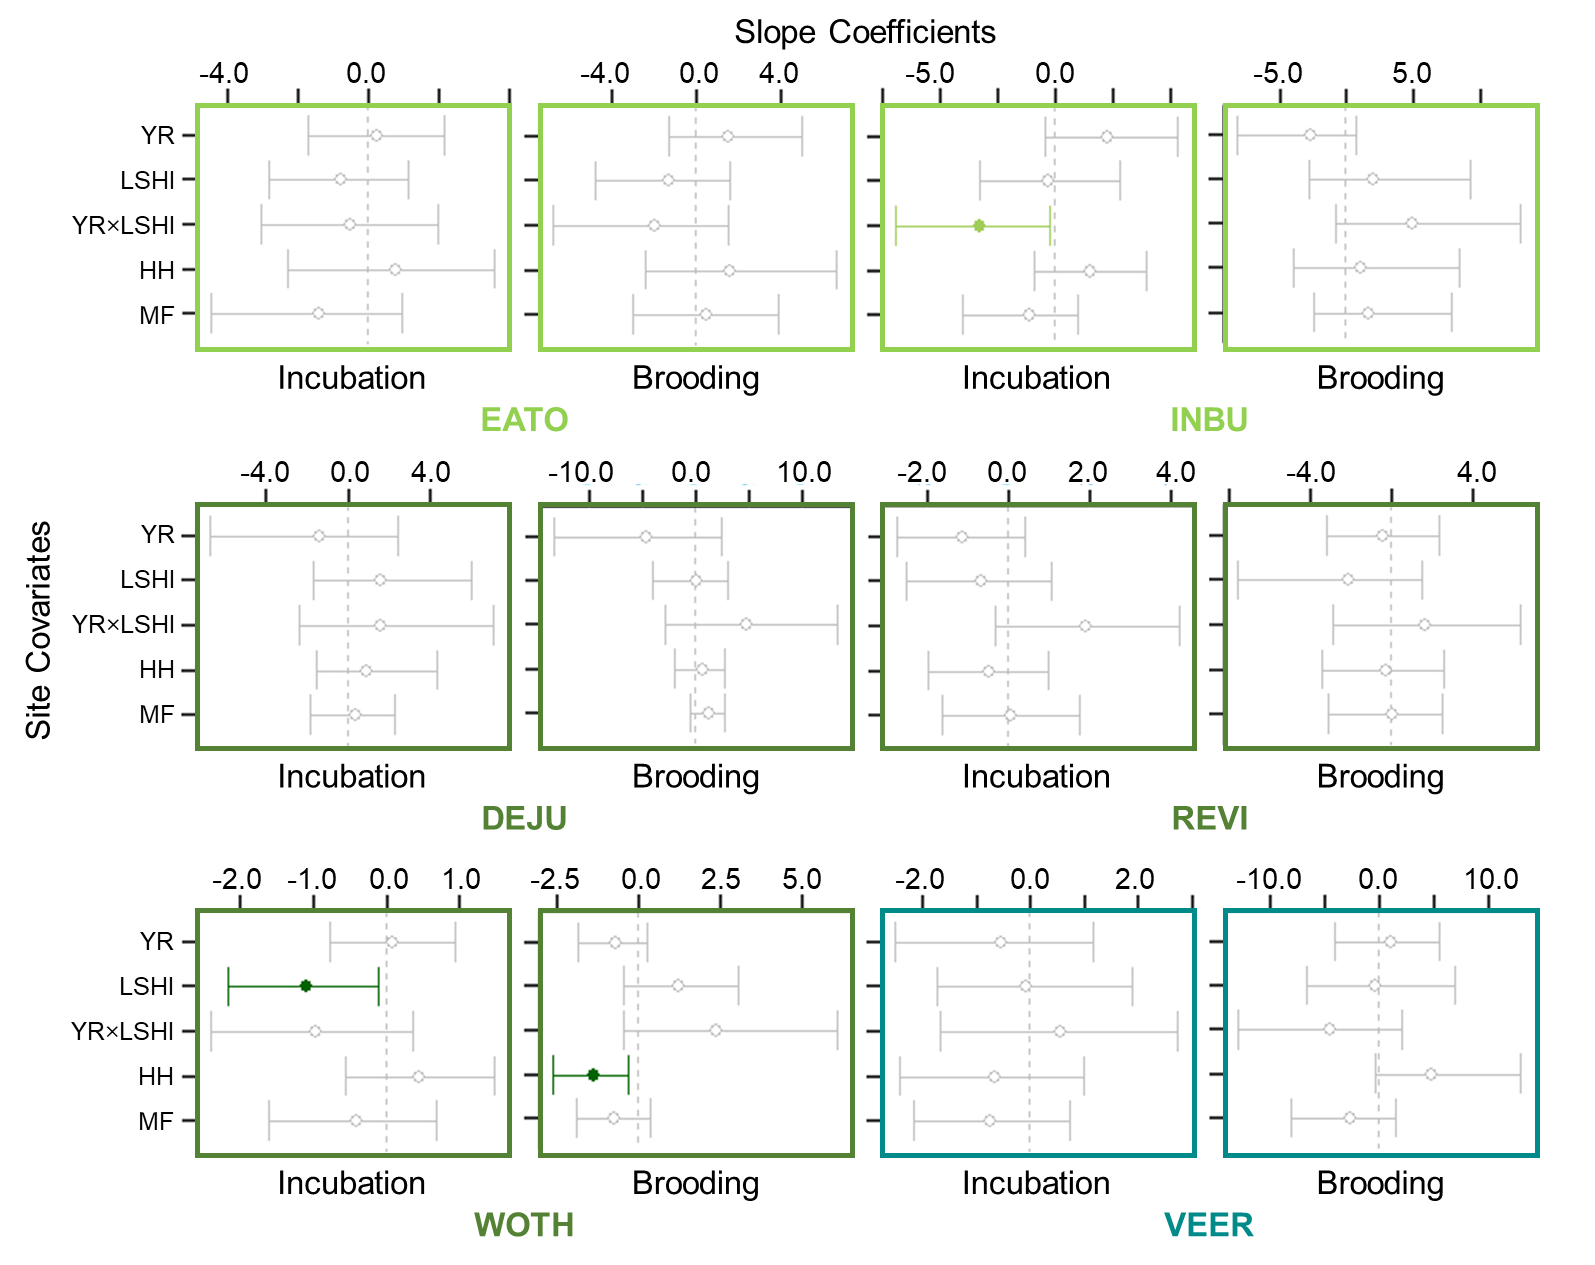 Slope Coefficients
-4.0 0.0 -4.0 0.0 4.0 -5.0 0.0 -5.0 5.0
YR
LSHI
YR×LSHI
HH
MF
Incubation Brooding Incubation Brooding
EATO INBU
-4.0 0.0 4.0 -10.0 0.0 10.0 -2.0 0.0 2.0 4.0 -4.0 4.0
Site Covariates
YR
LSHI
YR×LSHI
HH
MF
Incubation Brooding Incubation Brooding
DEJU REVI
-2.0 -1.0 0.0 1.0 -2.5 0.0 2.5 5.0 -2.0 0.0 2.0 -10.0 0.0 10.0
YR
LSHI
YR×LSHI
HH
MF
Incubation Brooding Incubation Brooding
WOTH VEER